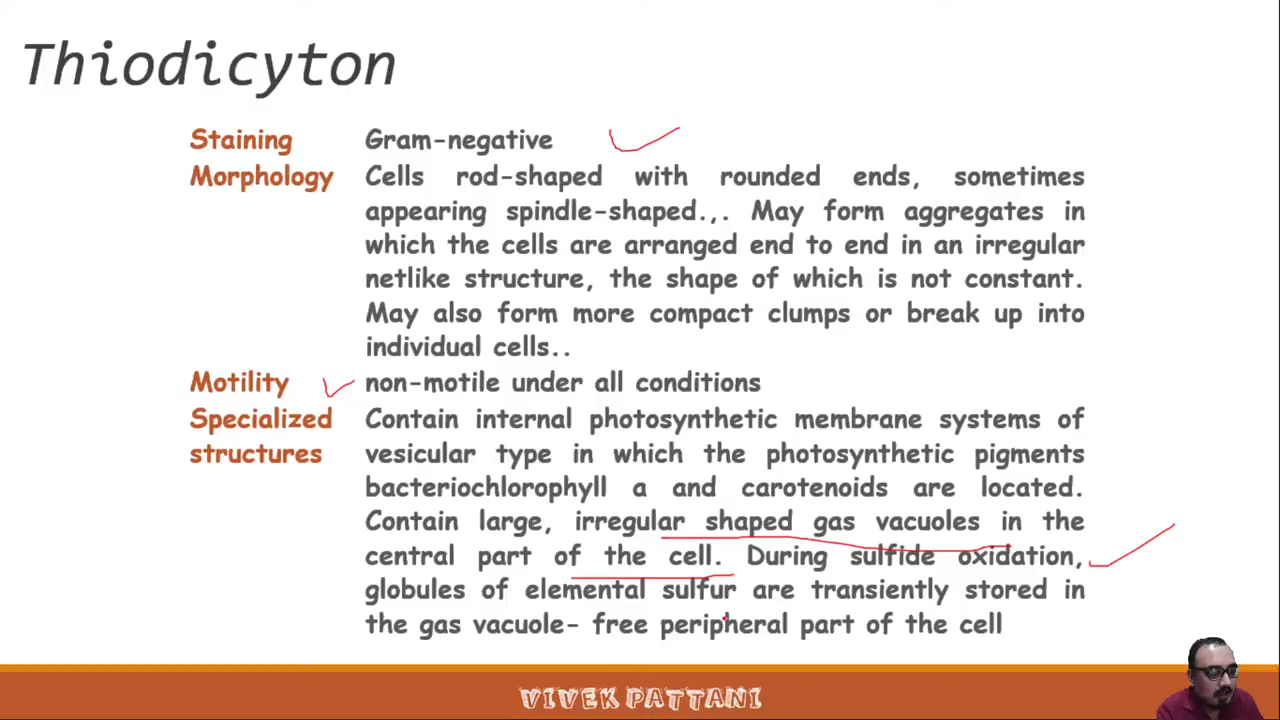 Thiodicyton
Staining Gram-negative
Morphology Cells rod-shaped with rounded ends, sometimes
appearing spindle-shaped.,. May form aggregates in
which the cells are arranged end to end in an irregular
netlike structure, the shape of which is not constant.
May also form more compact clumps or break up into
individual cells..
Motility non-motile under all conditions
Specialized Contain internal photosynthetic membrane systems of
structures vesicular type in which the photosynthetic pigments
bacteriochlorophyll a and carotenoids are located.
Contain large, irregular shaped gas vacuoles in the
central part of the cell. During sulfide oxidation,
globules of elemental sulfur are transiently stored in
the gas vacuole- free peripheral part of the cell
VIVEK PATTANI